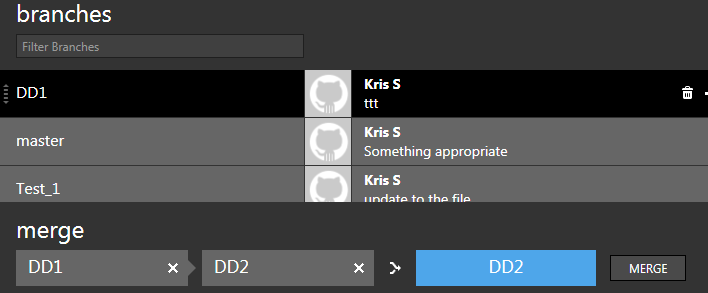 branches
Filter Branches
DD1
Kris S
ttt
master
Kris S
Something appropriate
Test_1
Kris S
update to the file
merge
DD1
DD2
DD2
MERGE